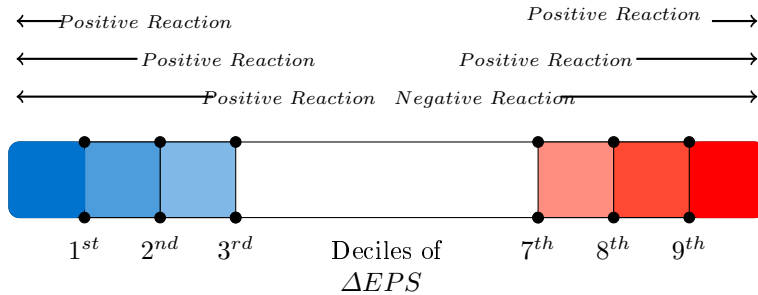 Positive Reaction Positive Reaction
Positive Reaction Positive Reaction
Positive Reaction Negative Reaction
1st 2nd 3rd Deciles of 7th 8th 9th
ΔEPS